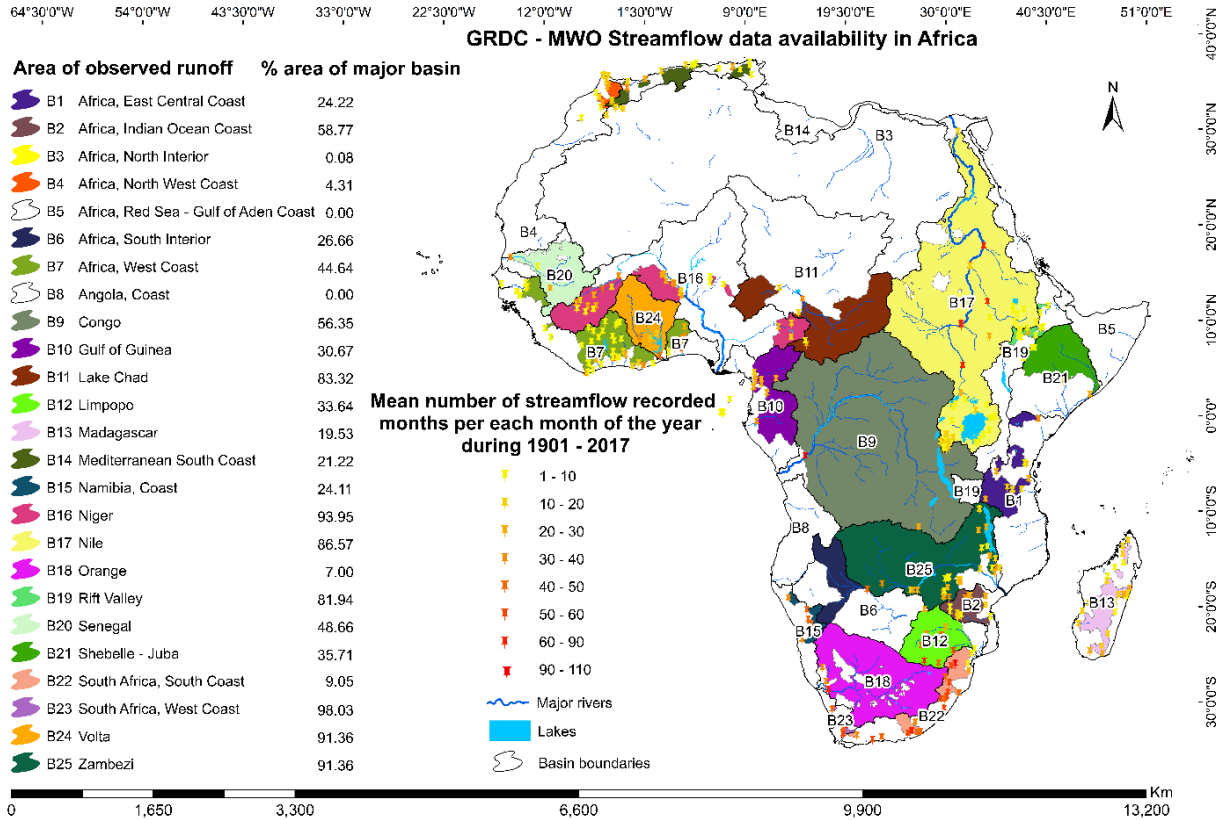 64°30'0"W 54°0'0"W 43°30'0"W 33°0'0"W 22°30'0"W 12°0'0"W 1°30'0"W 9°0'0"E 19°30'0"E 30°0'0"E 40°30'0"E 51°0'0"E
GRDC - MWO Streamflow data availability in Africa
Area of observed runoff % area of major basin
B1 Africa, East Central Coast 24.22
B2 Africa, Indian Ocean Coast 58.77
B3 Africa, North Interior 0.08
B4 Africa, North West Coast 4.31
B5 Africa, Red Sea - Gulf of Aden Coast 0.00
B6 Africa, South Interior 26.66
B7 Africa, West Coast 44.64
B8 Angola, Coast 0.00
B9 Congo 56.35
B10 Gulf of Guinea 30.67
B11 Lake Chad 83.32
B12 Limpopo 33.64
B13 Madagascar 19.53
B14 Mediterranean South Coast 21.22
B15 Namibia, Coast 24.11
B16 Niger 93.95
B17 Nile 86.57
B18 Orange 7.00
B19 Rift Valley 81.94
B20 Senegal 48.66
B21 Shebelle - Juba 35.71
B22 South Africa, South Coast 9.05
B23 South Africa, West Coast 98.03
B24 Volta 91.36
B25 Zambezi 91.36
Mean number of streamflow recorded
months per each month of the year
during 1901 - 2017
1 - 10
10 - 20
20 - 30
30 - 40
40 - 50
50 - 60
60 - 90
90 - 110
Major rivers
Lakes
Basin boundaries
N
B14
B3
B4
B20
B16
B11
B17
B5
B24
B7
B7
B19
B21
B10
B9
B19
B1
B8
B25
B6
B2
B13
B15
B12
B18
B23
B22
40°0'0"N
30°0'0"N
20°0'0"N
10°0'0"N
0°0'0"
10°0'0"S
20°0'0"S
30°0'0"S
Km
0 1,650 3,300 6,600 9,900 13,200